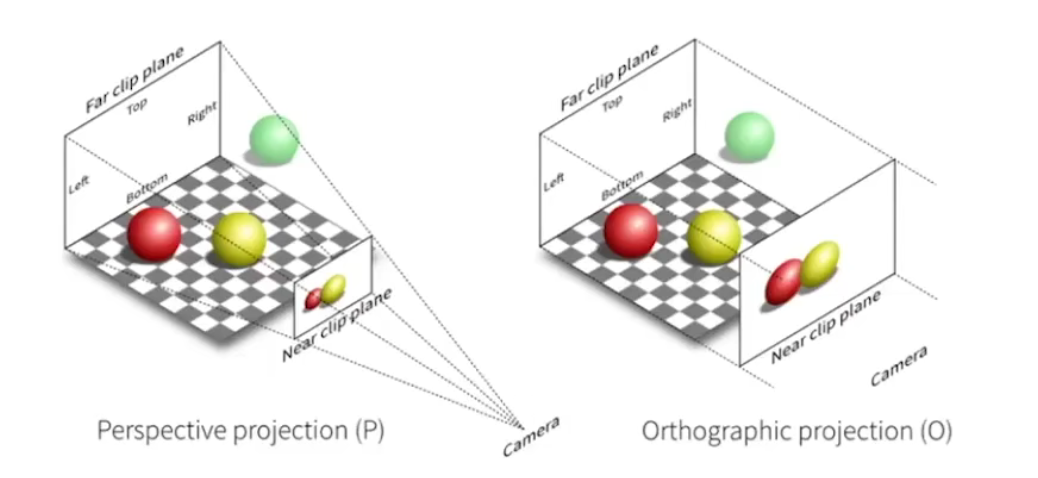 Far clip plane
Top
Right
Left
Bottom
Near clip plane
Camera
Perspective projection (P)
Far clip plane
Top
Right
Left
Bottom
Near clip plane
Camera
Orthographic projection (O)